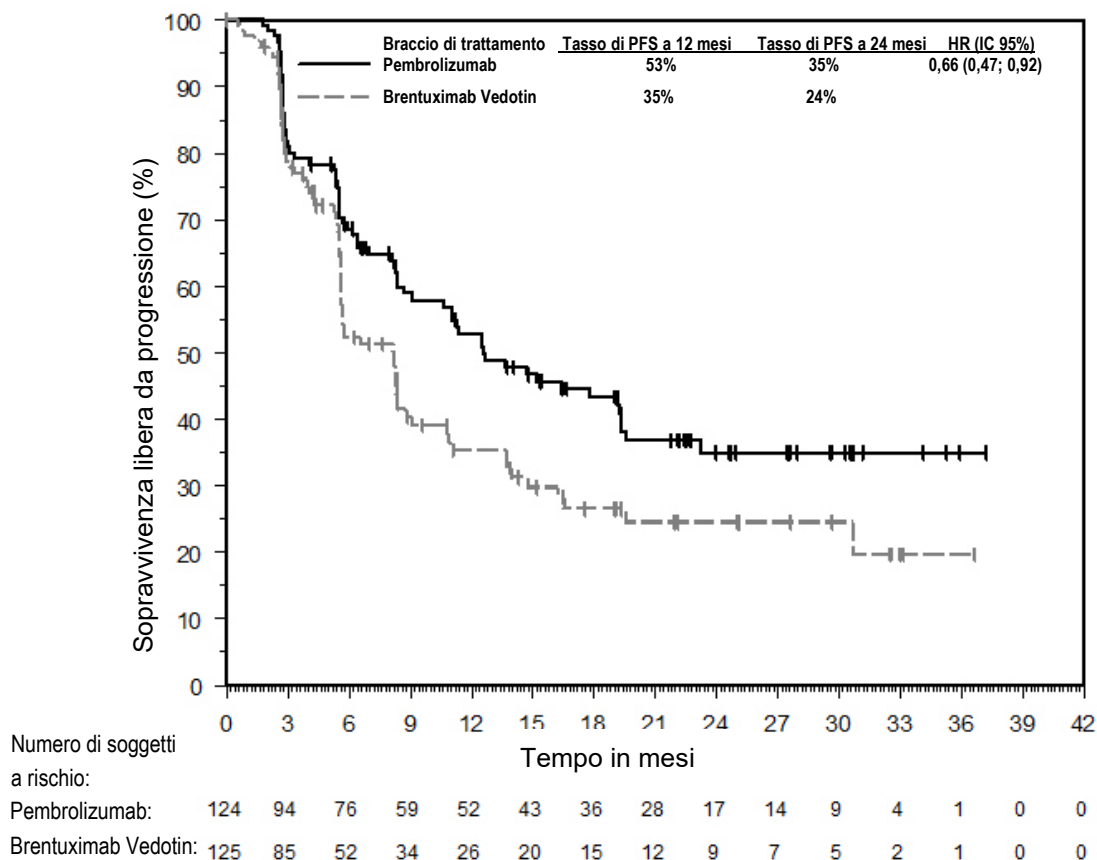 Braccio di trattamento Tasso di PFS a 12 mesi Tasso di PFS a 24 mesi HR (IC 95%)
Pembrolizumab 53% 35% 0,66 (0,47; 0,92)
Brentuximab Vedotin 35% 24%
Sopravvivenza libera da progressione (%)
100
90
80
70
60
50
40
30
20
10
0
0 3 6 9 12 15 18 21 24 27 30 33 36 39 42
Tempo in mesi
Numero di soggetti
a rischio:
Pembrolizumab: 124 94 76 59 52 43 36 28 17 14 9 4 1 0 0
Brentuximab Vedotin: 125 85 52 34 26 20 15 12 9 7 5 2 1 0 0